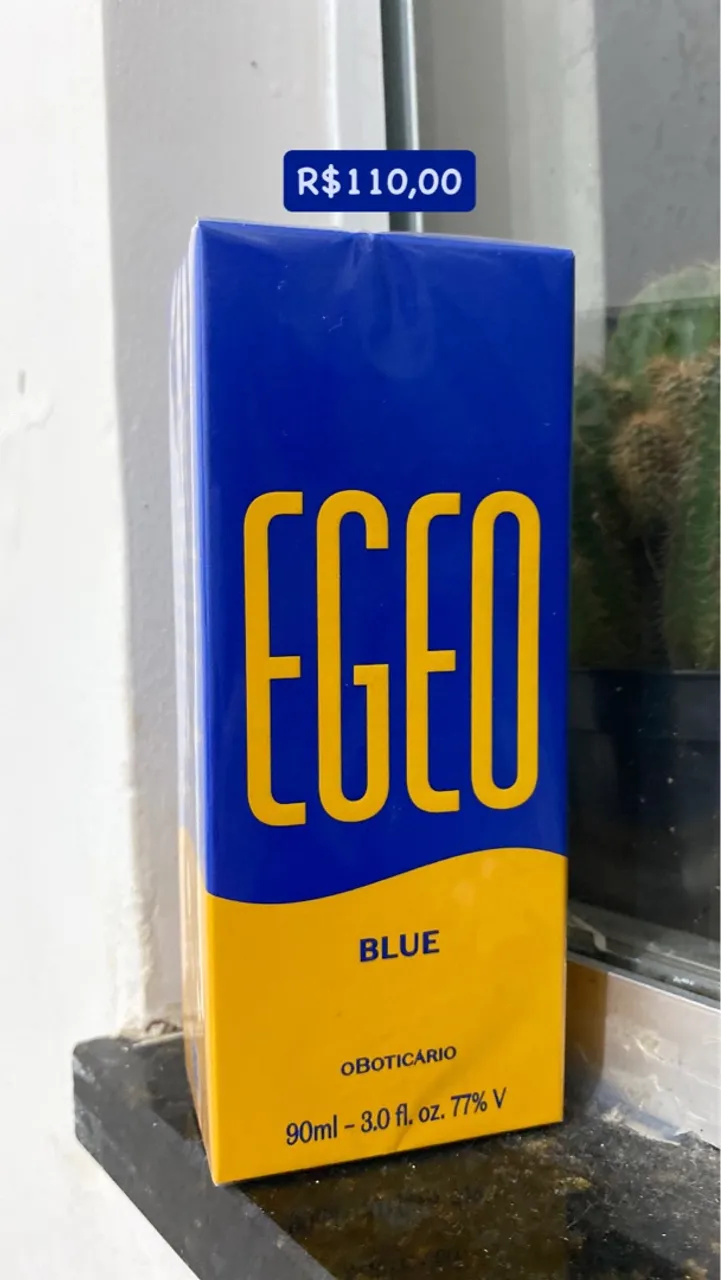 R$110,00
EGEO
BLUE
oBOTICÁRIO
90ml - 3.0 fl. oz. 77% V